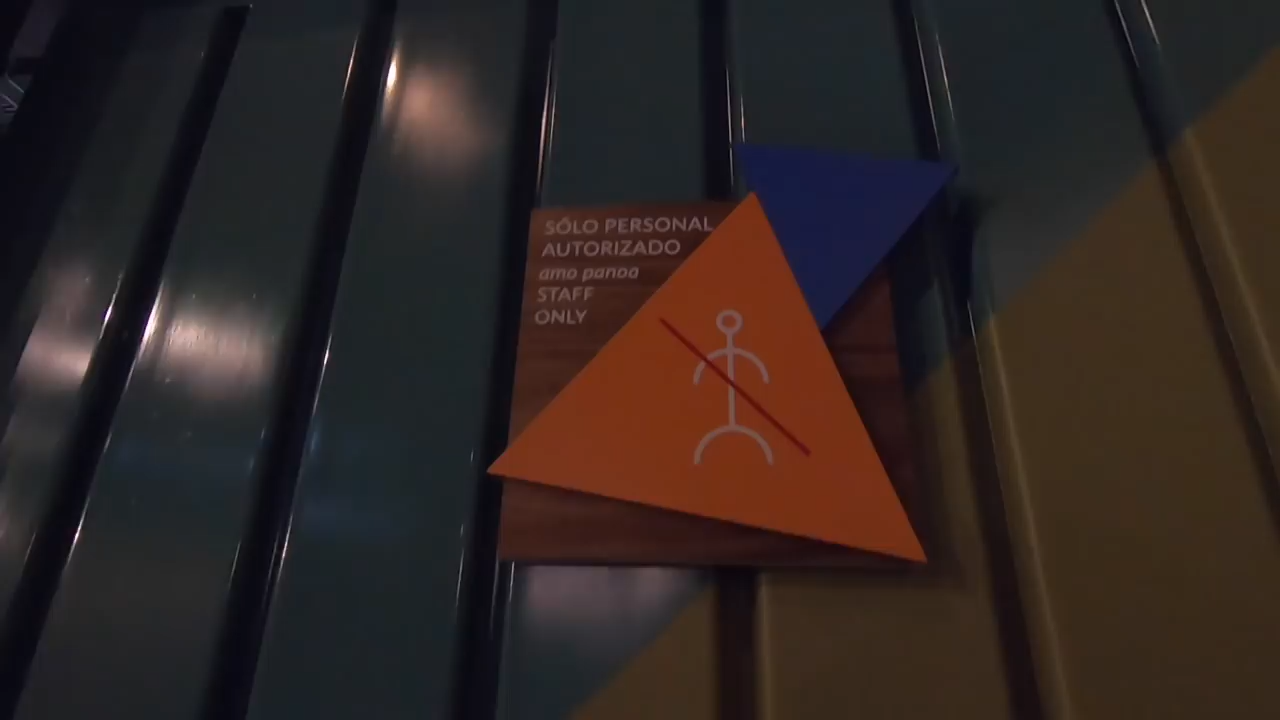 SÓLO PERSONAL
AUTORIZADO
amo panoa
STAFF
ONLY